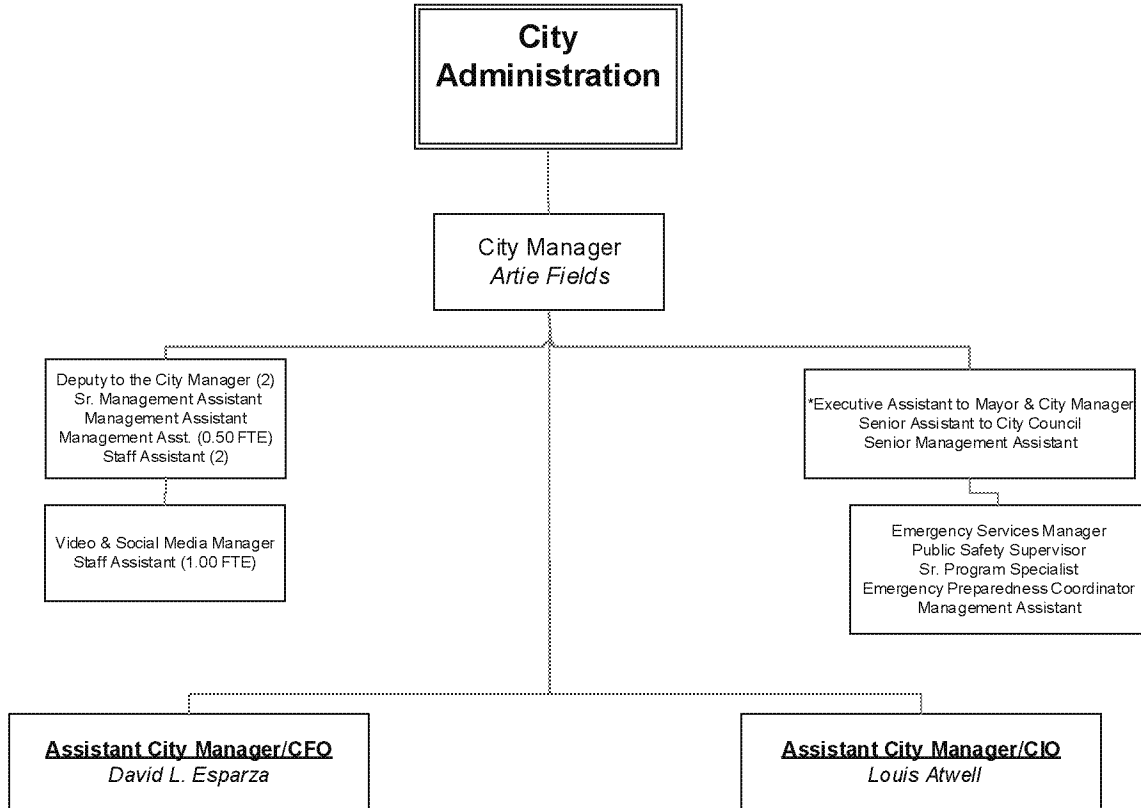 City
Administration
City Manager
Artie Fields
Deputy to the City Manager (2)
Sr. Management Assistant
Management Assistant
Management Asst. (0.50 FTE)
Staff Assistant (2)
Video & Social Media Manager
Staff Assistant (1.00 FTE)
*Executive Assistant to Mayor & City Manager
Senior Assistant to City Council
Senior Management Assistant
Emergency Services Manager
Public Safety Supervisor
Sr. Program Specialist
Emergency Preparedness Coordinator
Management Assistant
Assistant City Manager/CFO
David L. Esparza
Assistant City Manager/CIO
Louis Atwell